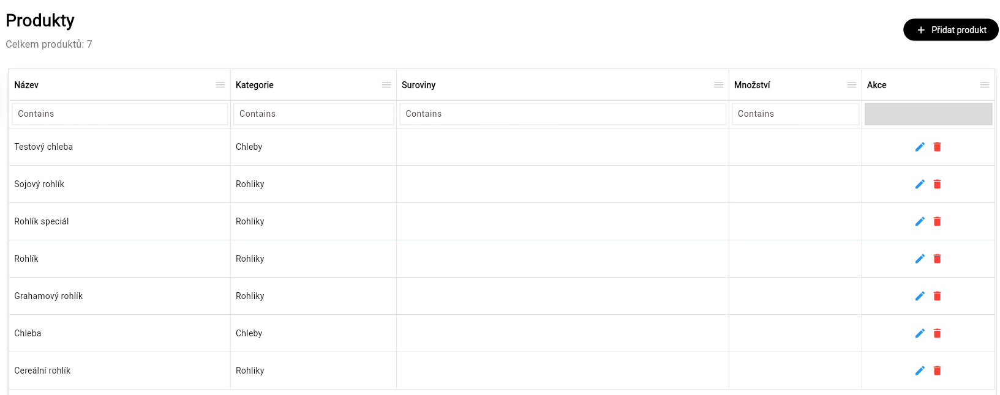 Produkty
Celkem produktů: 7
+ Přidat produkt
Název Kategorie Suroviny Množství Akce
Contains Contains Contains Contains
Testový chleba Chleby
Sojový rohlík Rohliky
Rohlík speciál Rohliky
Rohlík Rohliky
Grahamový rohlík Rohliky
Chleba Chleby
Cereální rohlík Rohliky